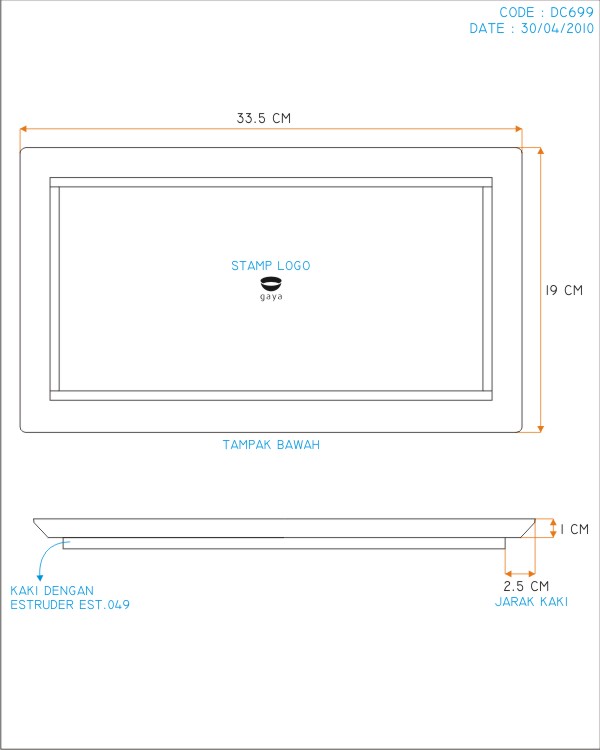 CODE : DC699
DATE : 30/04/2010
33.5 CM
STAMP LOGO
gaya
19 CM
TAMPAK BAWAH
1 CM
2.5 CM
JARAK KAKI
KAKI DENGAN
ESTRUDER EST.049